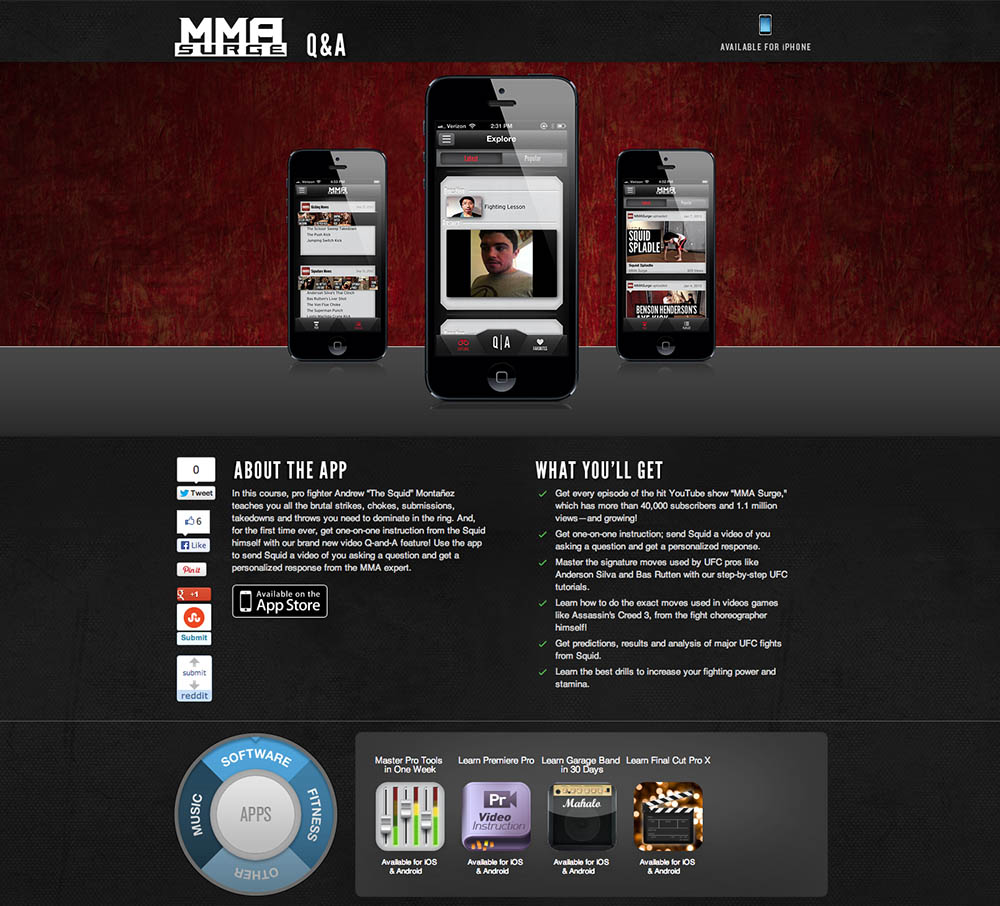 MMA
SURGE
Q&A
AVAILABLE FOR iPHONE
Verizon
2:31 PM
Explore
Latest
Popular
Fighting Lesson
Q|A
FAVORITES
MMA
Kicking Moves
The Scissor Sweep Takedown
The Push Kick
Jumping Switch Kick
Signature Moves
Anderson Silva's Thai Clinch
Bas Rutten's Liver Shot
The Von Flue Choke
The Superman Punch
MMA
Latest
Popular
MMASurge uploaded
SQUID
SPLADLE
Squid Spladle
MMA Surge
MMASurge uploaded
BENSON HENDERSON'S
0
Tweet
6
Like
Pin it
+1
Submit
submit
reddit
ABOUT THE APP
In this course, pro fighter Andrew “The Squid” Montañez
teaches you all the brutal strikes, chokes, submissions,
takedowns and throws you need to dominate in the ring. And,
for the first time ever, get one-on-one instruction from the Squid
himself with our brand new video Q-and-A feature! Use the app
to send Squid a video of you asking a question and get a
personalized response from the MMA expert.
Available on the
App Store
WHAT YOU'LL GET
Get every episode of the hit YouTube show “MMA Surge,”
which has more than 40,000 subscribers and 1.1 million
views—and growing!
Get one-on-one instruction; send Squid a video of you
asking a question and get a personalized response.
Master the signature moves used by UFC pros like
Anderson Silva and Bas Rutten with our step-by-step UFC
tutorials.
Learn how to do the exact moves used in videos games
like Assassin's Creed 3, from the fight choreographer
himself!
Get predictions, results and analysis of major UFC fights
from Squid.
Learn the best drills to increase your fighting power and
stamina.
SOFTWARE
FITNESS
OTHER
MUSIC
APPS
Master Pro Tools
in One Week
Available for iOS
& Android
Learn Premiere Pro
Pr
Video
Instruction
Available for iOS
& Android
Learn Garage Band
in 30 Days
Mahalo
Available for iOS
& Android
Learn Final Cut Pro X
Available for iOS
& Android